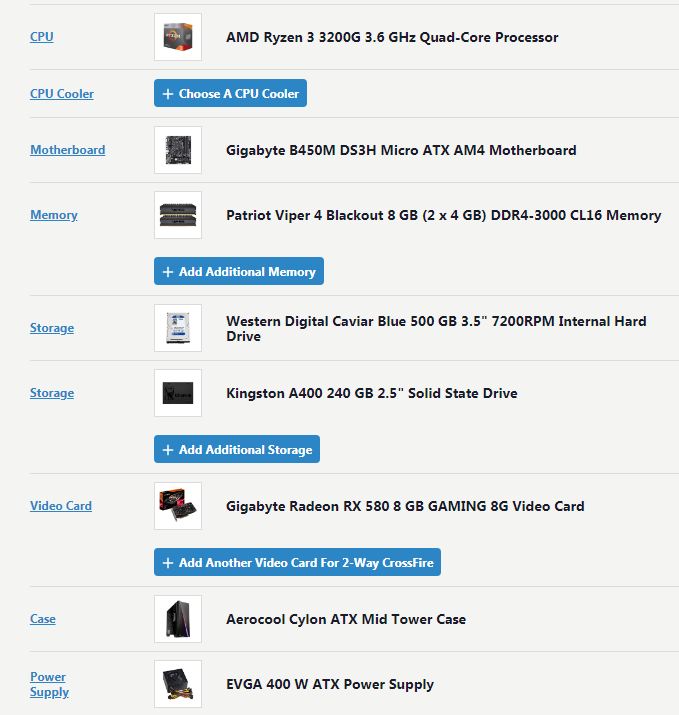 CPU
AMD Ryzen 3 3200G 3.6 GHz Quad-Core Processor
CPU Cooler
+ Choose A CPU Cooler
Motherboard
Gigabyte B450M DS3H Micro ATX AM4 Motherboard
Memory
Patriot Viper 4 Blackout 8 GB (2 x 4 GB) DDR4-3000 CL16 Memory
+ Add Additional Memory
Storage
Western Digital Caviar Blue 500 GB 3.5" 7200RPM Internal Hard
Drive
Storage
Kingston A400 240 GB 2.5" Solid State Drive
+ Add Additional Storage
Video Card
Gigabyte Radeon RX 580 8 GB GAMING 8G Video Card
+ Add Another Video Card For 2-Way CrossFire
Case
Aerocool Cylon ATX Mid Tower Case
Power
Supply
EVGA 400 W ATX Power Supply